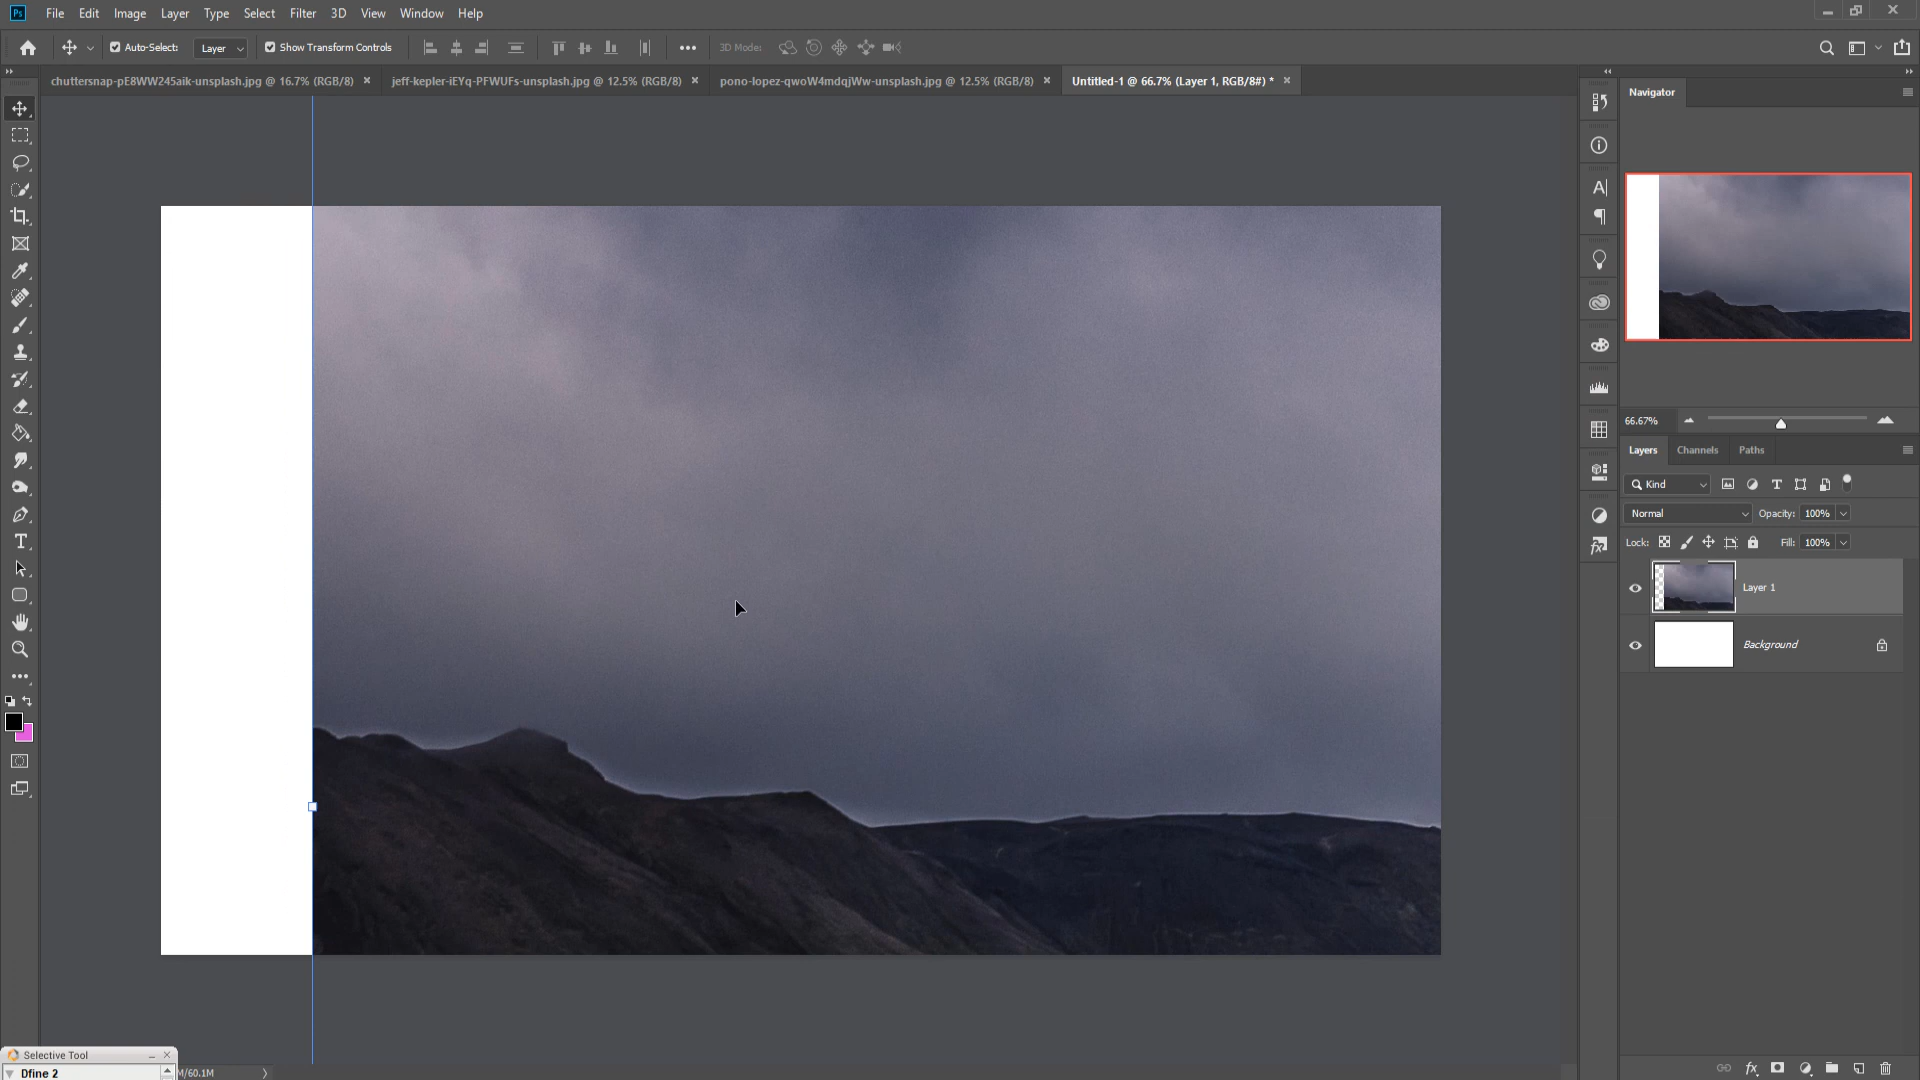 Ps File Edit Image Layer Type Select Filter 3D View Window Help
Auto-Select: Layer Show Transform Controls 3D Mode:
chuttersnap-pE8WW245aik-unsplash.jpg @ 16.7% (RGB/8) × jeff-kepler-iEYq-PFWUFs-unsplash.jpg @ 12.5% (RGB/8) × pono-lopez-qwoW4mdqjWw-unsplash.jpg @ 12.5% (RGB/8) × Untitled-1 @ 66.7% (Layer 1, RGB/8#) * ×
Navigator
66.67%
Layers Channels Paths
Kind
Normal Opacity: 100%
Lock: Fill: 100%
Layer 1
Background
Selective Tool
Dfine 2
M/60.1M